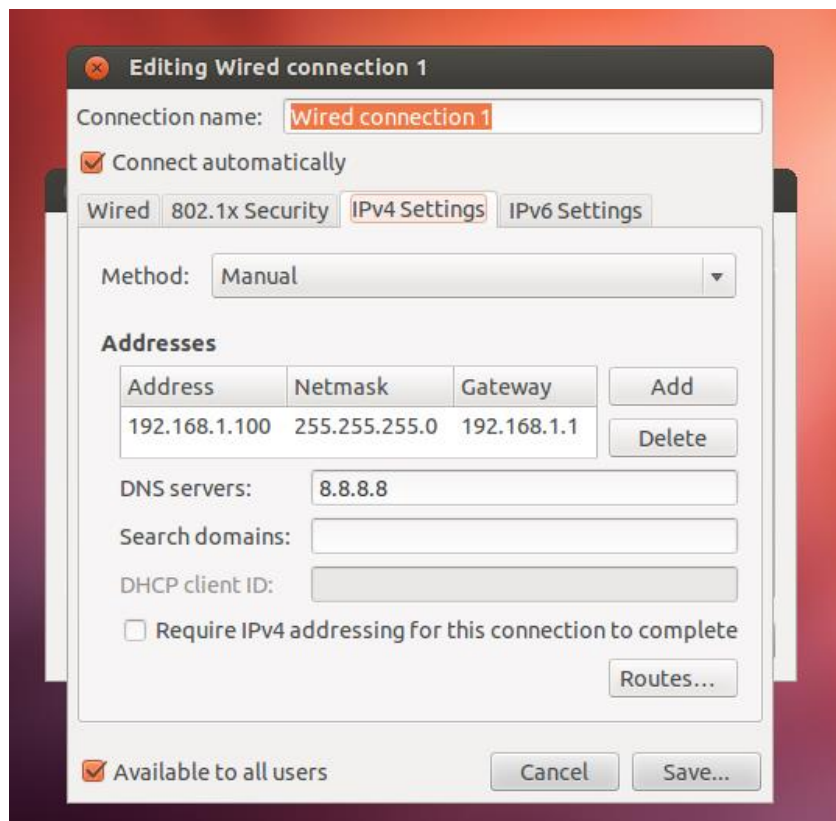 Editing Wired connection 1
Connection name: Wired connection 1
Connect automatically
Wired 802.1x Security IPv4 Settings IPv6 Settings
Method: Manual
Addresses
Address Netmask Gateway Add
192.168.1.100 255.255.255.0 192.168.1.1
Delete
DNS servers: 8.8.8.8
Search domains:
DHCP client ID:
Require IPv4 addressing for this connection to complete
Routes...
Available to all users Cancel Save...